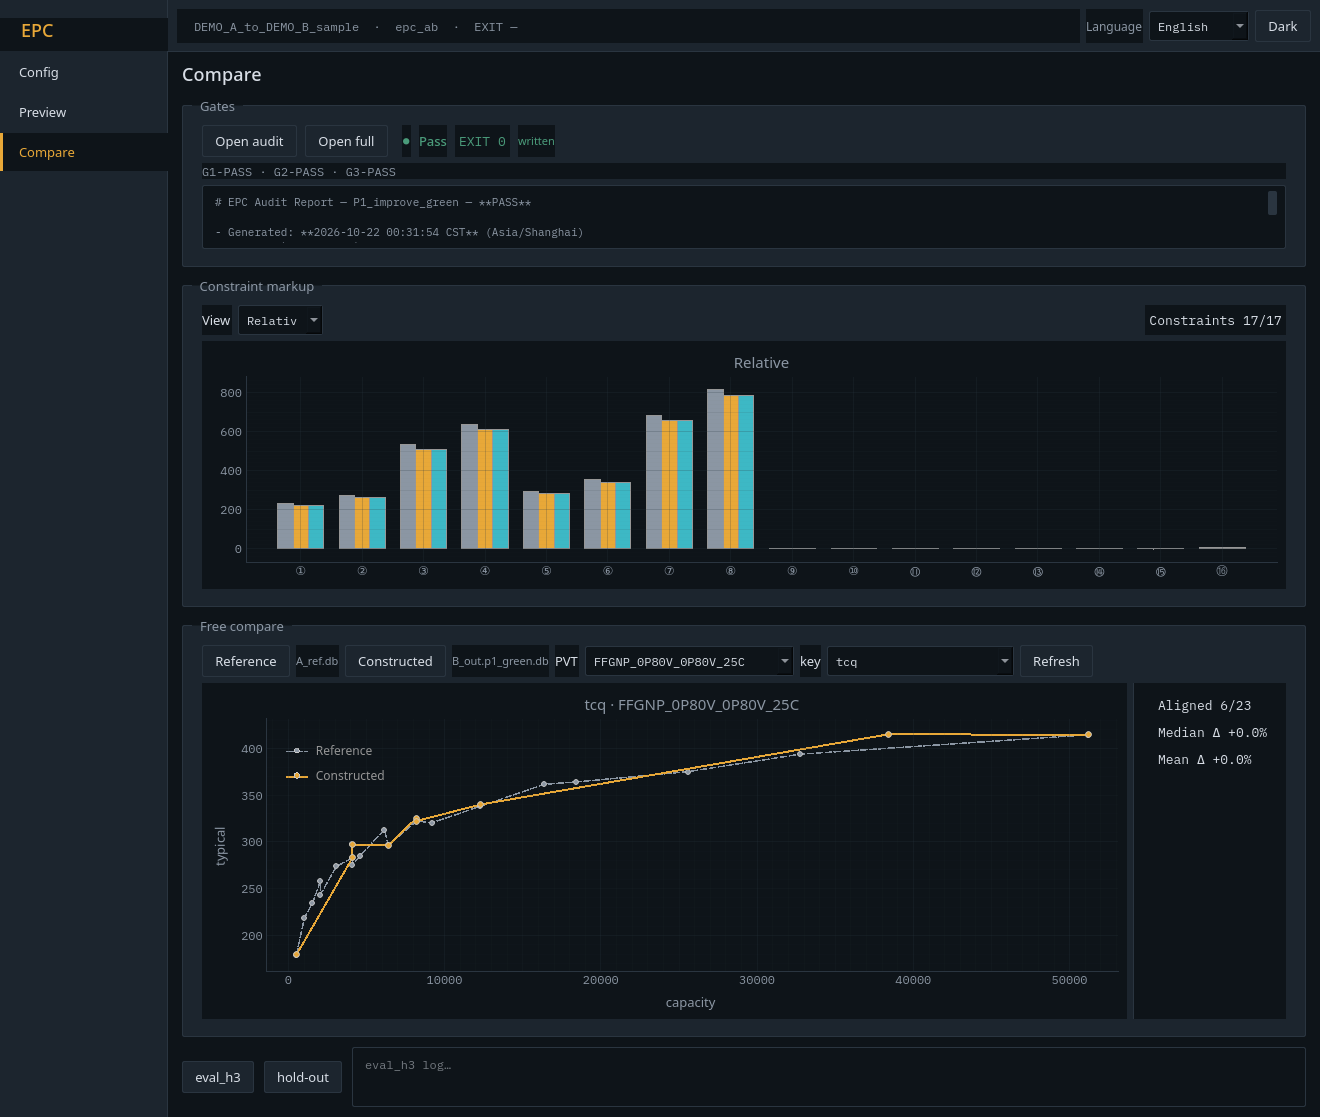 EPC
DEMO_A_to_DEMO_B_sample · epc_ab · EXIT —
Language
English
Dark
Config
Preview
Compare
Compare
Gates
Open audit
Open full
● Pass EXIT 0 written
G1-PASS · G2-PASS · G3-PASS
# EPC Audit Report — P1_improve_green — **PASS**
- Generated: **2026-10-22 00:31:54 CST** (Asia/Shanghai)
Constraint markup
View
Relativ
Constraints 17/17
Relative
800
600
400
200
0
① ② ③ ④ ⑤ ⑥ ⑦ ⑧ ⑨ ⑩ ⑪ ⑫ ⑬ ⑭ ⑮ ⑯
Free compare
Reference
A_ref.db
Constructed
B_out.p1_green.db
PVT
FFGNP_0P80V_0P80V_25C
key
tcq
Refresh
tcq · FFGNP_0P80V_0P80V_25C
Reference
Constructed
400
350
300
250
200
typical
0 10000 20000 30000 40000 50000
capacity
Aligned 6/23
Median Δ +0.0%
Mean Δ +0.0%
eval_h3
hold-out
eval_h3 log…